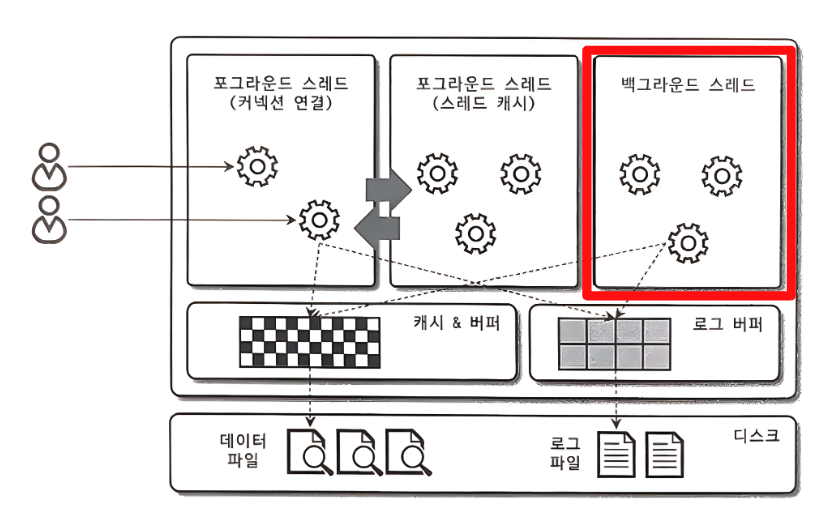 포그라운드 스레드
(커넥션 연결)
포그라운드 스레드
(스레드 캐시)
백그라운드 스레드
캐시 & 버퍼
로그 버퍼
데이터
파일
로그
파일
디스크